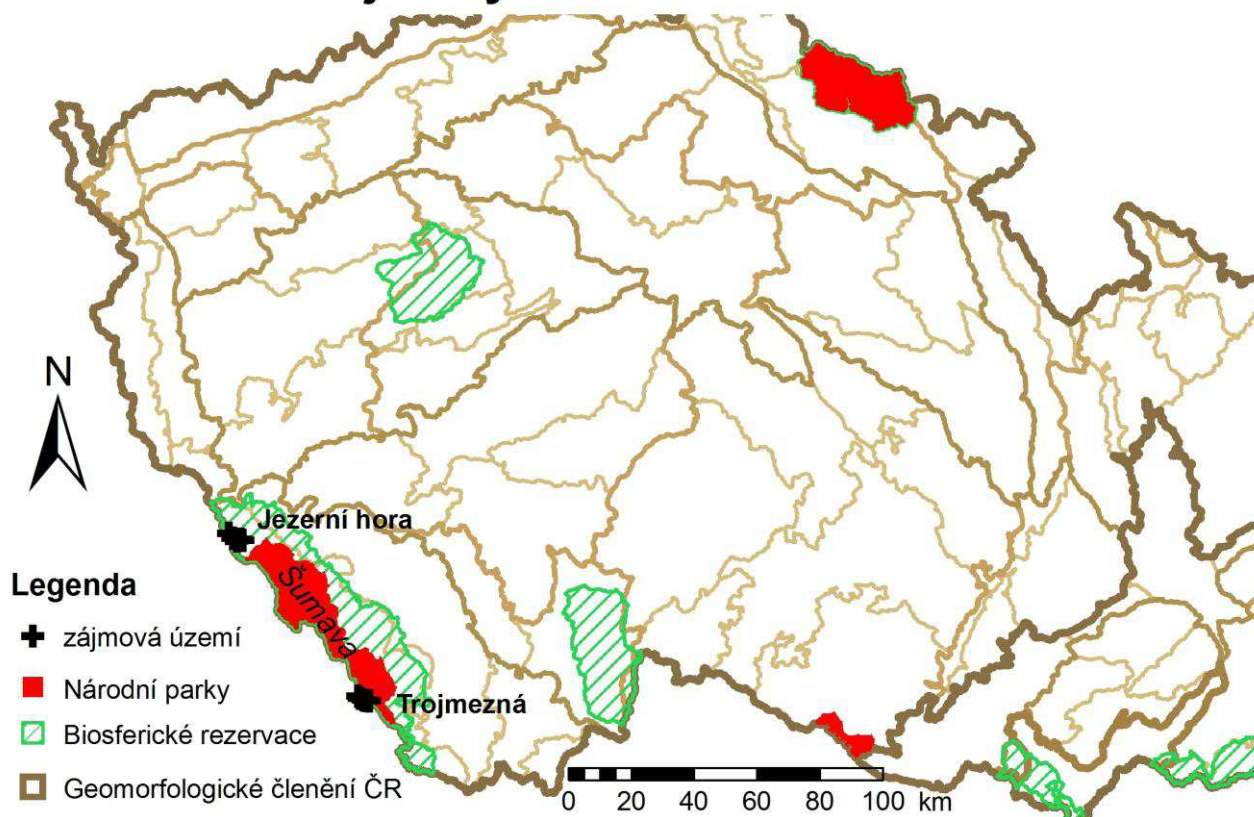 N
Jezerní hora
Šumava
Trojmezná
Legenda
zájmová území
Národní parky
Biosferické rezervace
Geomorfologické členění ČR
0 20 40 60 80 100 km